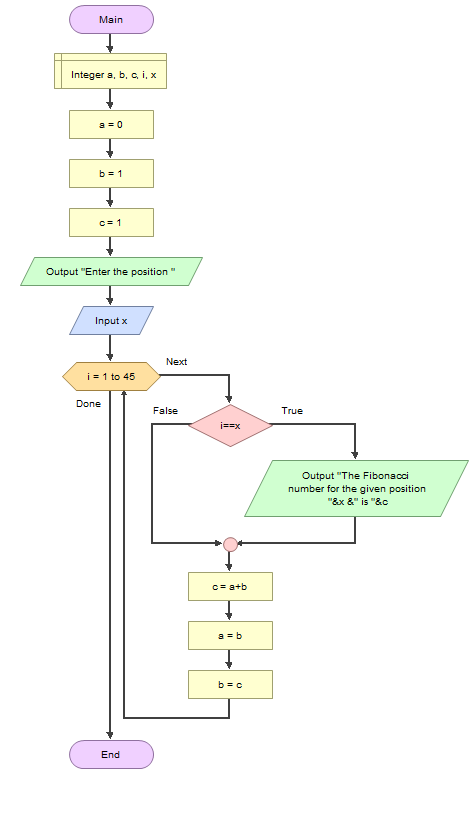 Main
Integer a, b, c, i, x
a = 0
b = 1
c = 1
Output "Enter the position "
Input x
i = 1 to 45
Next
Done
False
True
i==x
Output "The Fibonacci
number for the given position
"&x &" is "&c
c = a+b
a = b
b = c
End